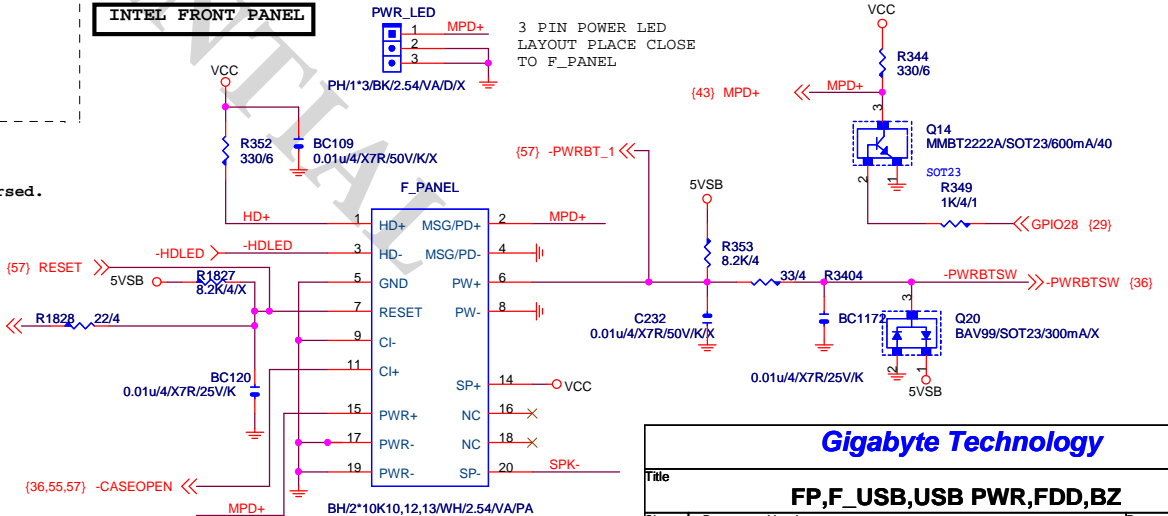 INTEL FRONT PANEL
PWR_LED
1
2
3
MPD+
3 PIN POWER LED
LAYOUT PLACE CLOSE
TO F_PANEL
PH/1*3/BK/2.54/VA/D/X
VCC
R344
330/6
{43} MPD+
MPD+
3
Q14
MMBT2222A/SOT23/600mA/40
2
1
SOT23
R349
1K/4/1
GPIO28 {29}
VCC
R352
330/6
BC109
0.01u/4/X7R/50V/K/X
{57} -PWRBT_1
rsed.
NTIAL
F_PANEL
5VSB
R353
8.2K/4
HD+
1
HD+
MSG/PD+
2
MPD+
-HDLED
-HDLED
3
HD-
MSG/PD-
4
{57} RESET
5VSB
R1827
8.2K/4/X
5
GND
PW+
6
33/4
R3404
-PWRBTSW
-PWRBTSW {36}
R1828
22/4
7
RESET
PW-
8
C232
0.01u/4/X7R/50V/K/X
BC1172
0.01u/4/X7R/25V/K
3
Q20
BAV99/SOT23/300mA/X
2
1
5VSB
9
CI-
11
CI+
BC120
0.01u/4/X7R/25V/K
SP+
14
VCC
15
PWR+
NC
16
17
PWR-
NC
18
19
PWR-
SP-
20
SPK-
{36,55,57} -CASEOPEN
MPD+
BH/2*10K10,12,13/WH/2.54/VA/PA
Gigabyte Technology
Title
FP,F_USB,USB PWR,FDD,BZ